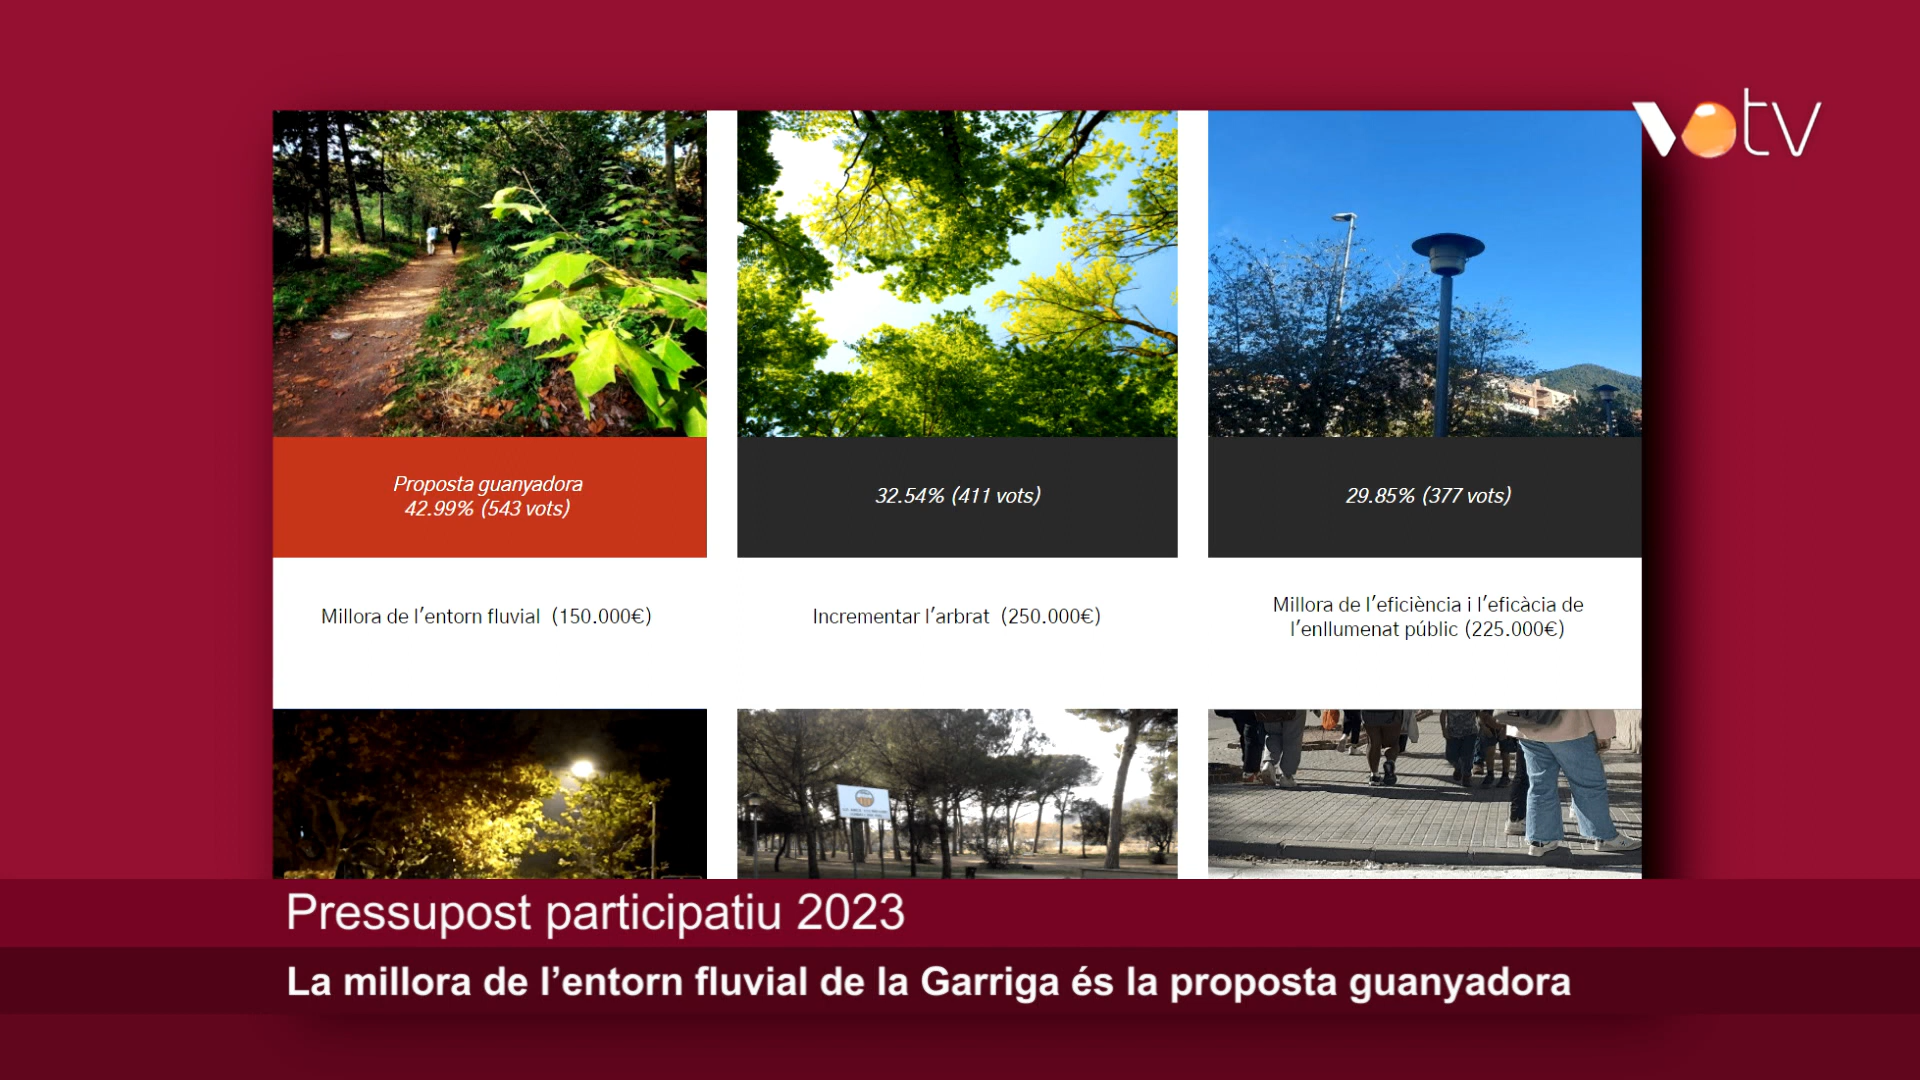 votv
Proposta guanyadora
42.99% (543 vots)
32.54% (411 vots)
29.85% (377 vots)
Millora de l'entorn fluvial (150.000€)
Incrementar l'arbrat (250.000€)
Millora de l'eficiència i l'eficàcia de
l'enllumenat públic (225.000€)
Pressupost participatiu 2023
La millora de l’entorn fluvial de la Garriga és la proposta guanyadora